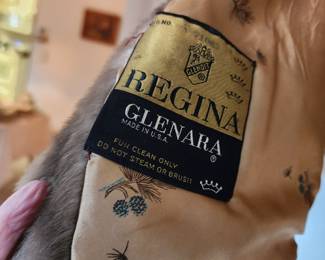 REGINA
GLENARA
®
MADE IN U.S.A.
FUR CLEAN ONLY
DO NOT STEAM OR BRUSH